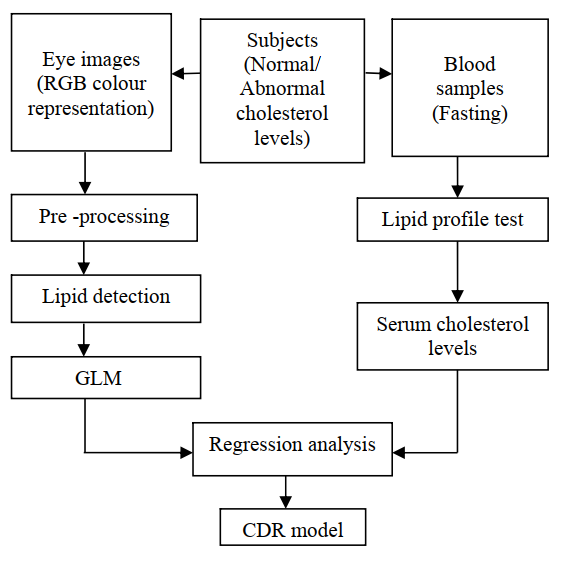 Eye images
(RGB colour
representation)
Subjects
(Normal/
Abnormal
cholesterol
levels)
Blood
samples
(Fasting)
Pre -processing
Lipid profile test
Lipid detection
Serum cholesterol
levels
GLM
Regression analysis
CDR model